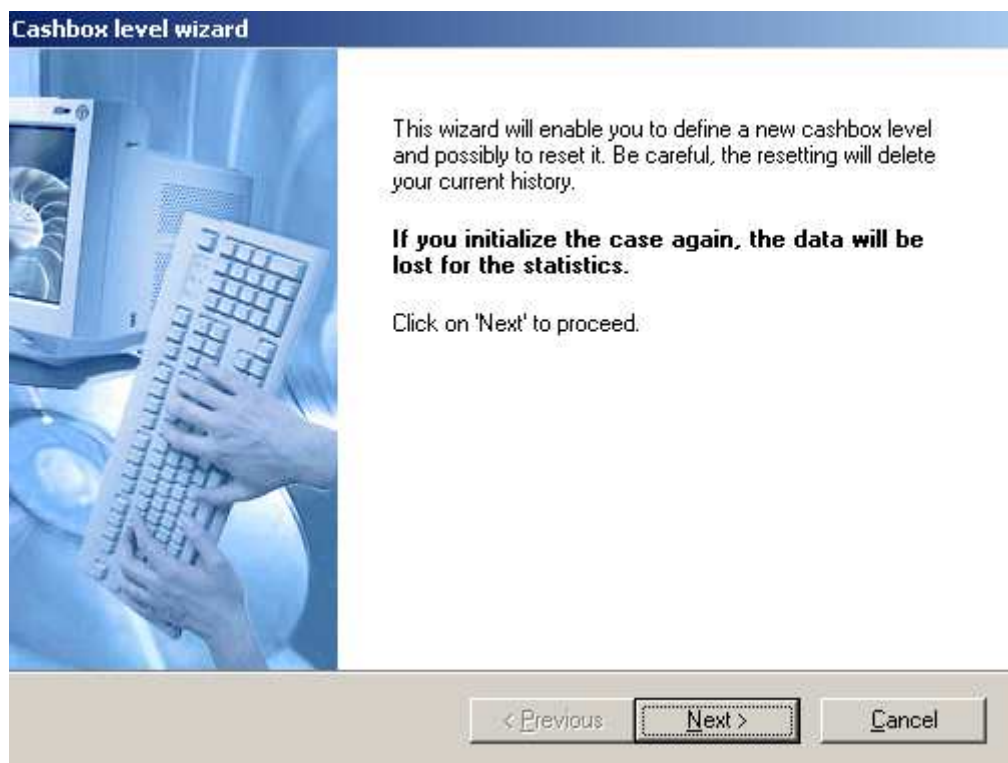 Cashbox level wizard
This wizard will enable you to define a new cashbox level
and possibly to reset it. Be careful, the resetting will delete
your current history.
If you initialize the case again, the data will be
lost for the statistics.
Click on 'Next' to proceed.
< Previous Next > Cancel